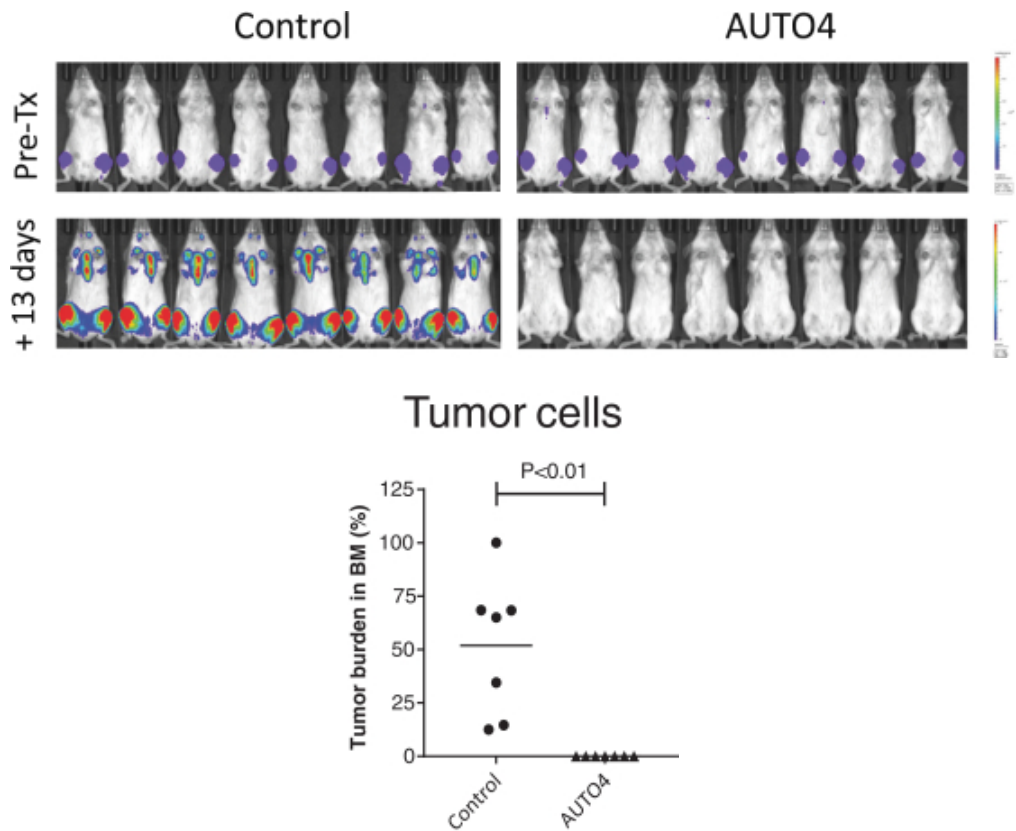 Control
AUTO4
Pre-Tx
+ 13 days
Tumor cells
P<0.01
Tumor burden in BM (%)
125
100
75
50
25
0
Control
AUTO4